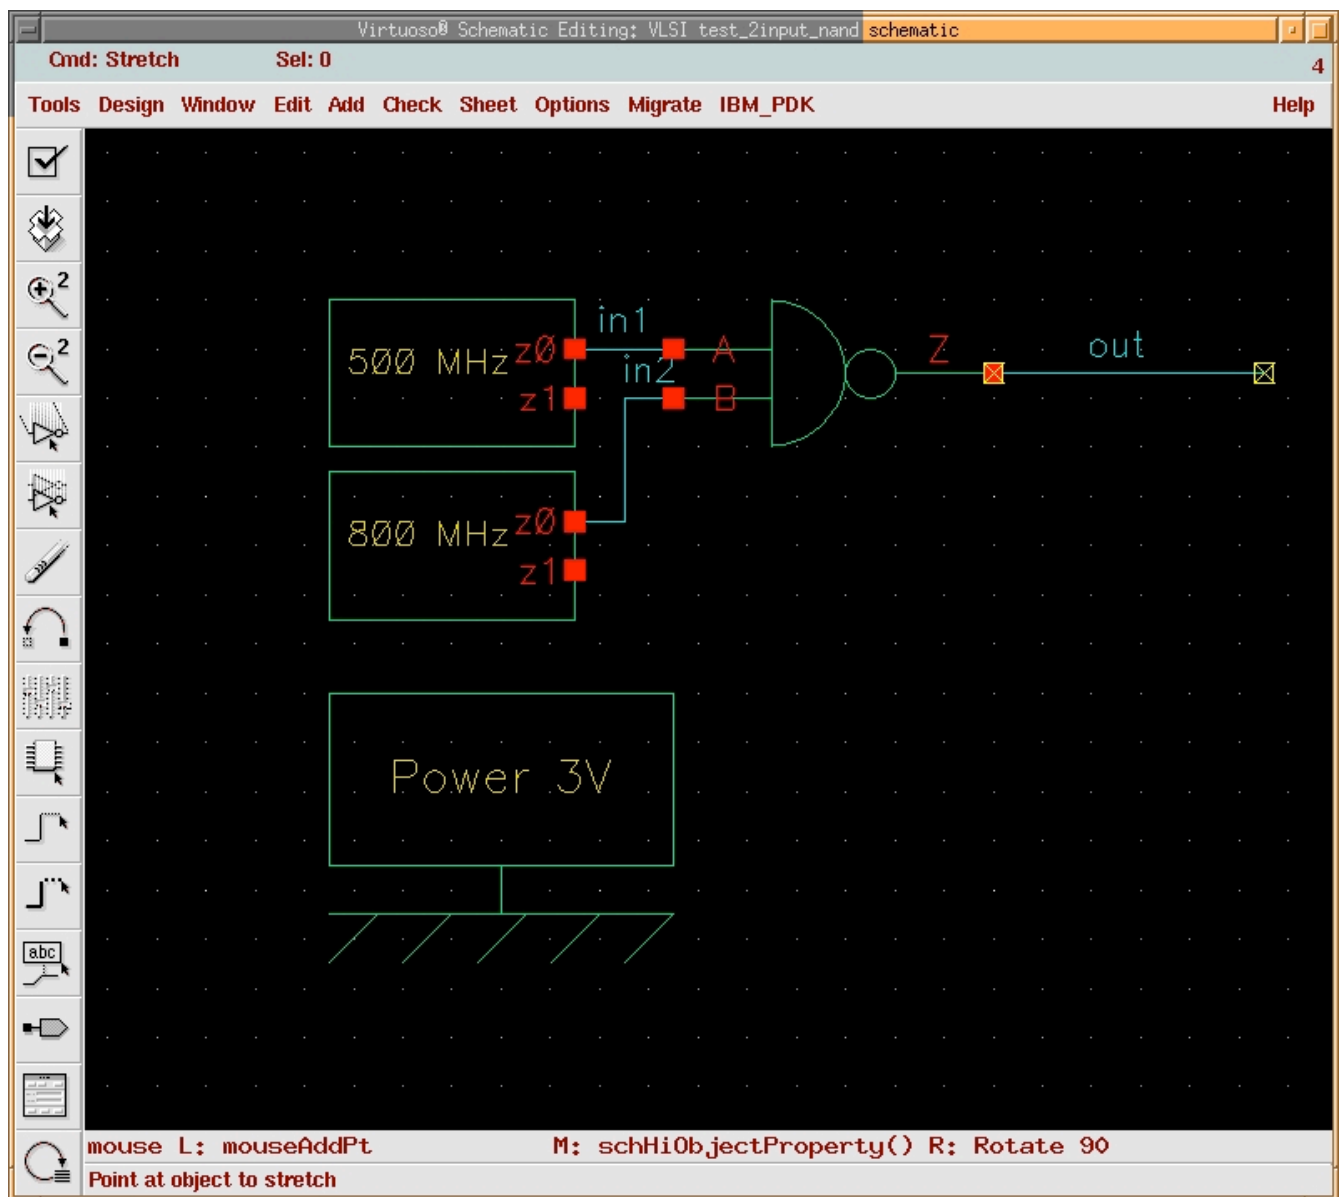 Virtuoso® Schematic Editing: VLSI test_2input_nand schematic
Cmd: Stretch Sel: 0
4
Tools Design Window Edit Add Check Sheet Options Migrate IBM_PDK Help
2
2
in1
500 MHz z0 A Z out
in2
z1 B
800 MHz z0
z1
Power 3V
abc
mouse L: mouseAddPt M: schHiObjectProperty() R: Rotate 90
Point at object to stretch